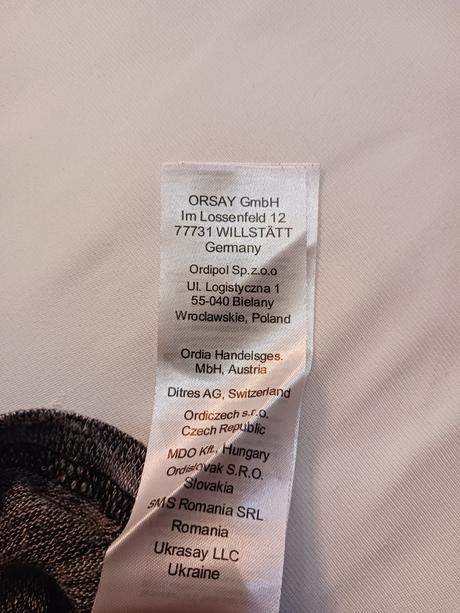 ORSAY GmbH
Im Lossenfeld 12
77731 WILLSTÄTT
Germany
Ordipol Sp.z.o.o
Ul. Logistyczna 1
55-040 Bielany
Wroclawskie, Poland
Ordia Handelsges.
MbH, Austria
Ditres AG, Switzerland
Ordiczech s.r.o.
Czech Republic
MDO Kft., Hungary
Ordislovak S.R.O.
Slovakia
SMS Romania SRL
Romania
Ukrasay LLC
Ukraine